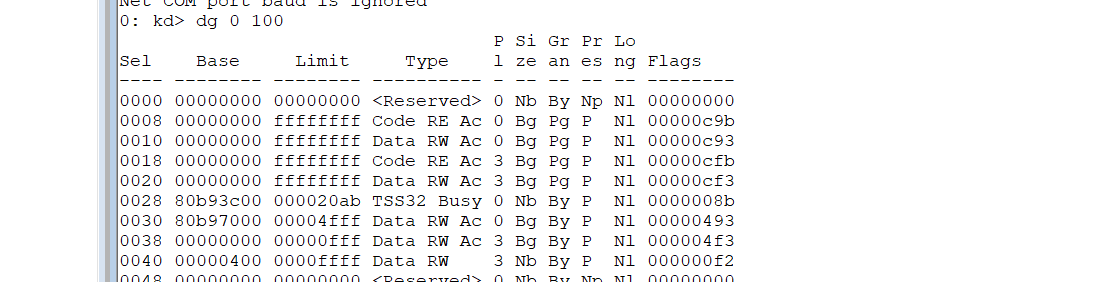 Net COM port baud is ignored
0: kd> dg 0 100
P Si Gr Pr Lo
Sel Base Limit Type l ze an es ng Flags
---- -------- -------- ---------- - -- -- -- -- --------
0000 00000000 00000000 <Reserved> 0 Nb By Np Nl 00000000
0008 00000000 ffffffff Code RE Ac 0 Bg Pg P Nl 00000c9b
0010 00000000 ffffffff Data RW Ac 0 Bg Pg P Nl 00000c93
0018 00000000 ffffffff Code RE Ac 3 Bg Pg P Nl 00000cfb
0020 00000000 ffffffff Data RW Ac 3 Bg Pg P Nl 00000cf3
0028 80b93c00 000020ab TSS32 Busy 0 Nb By P Nl 0000008b
0030 80b97000 00004fff Data RW Ac 0 Bg By P Nl 00000493
0038 00000000 00000fff Data RW Ac 3 Bg By P Nl 000004f3
0040 00000400 0000ffff Data RW 3 Nb By P Nl 000000f2
0048 00000000 00000000 <Reserved> 0 Nb By Np Nl 00000000